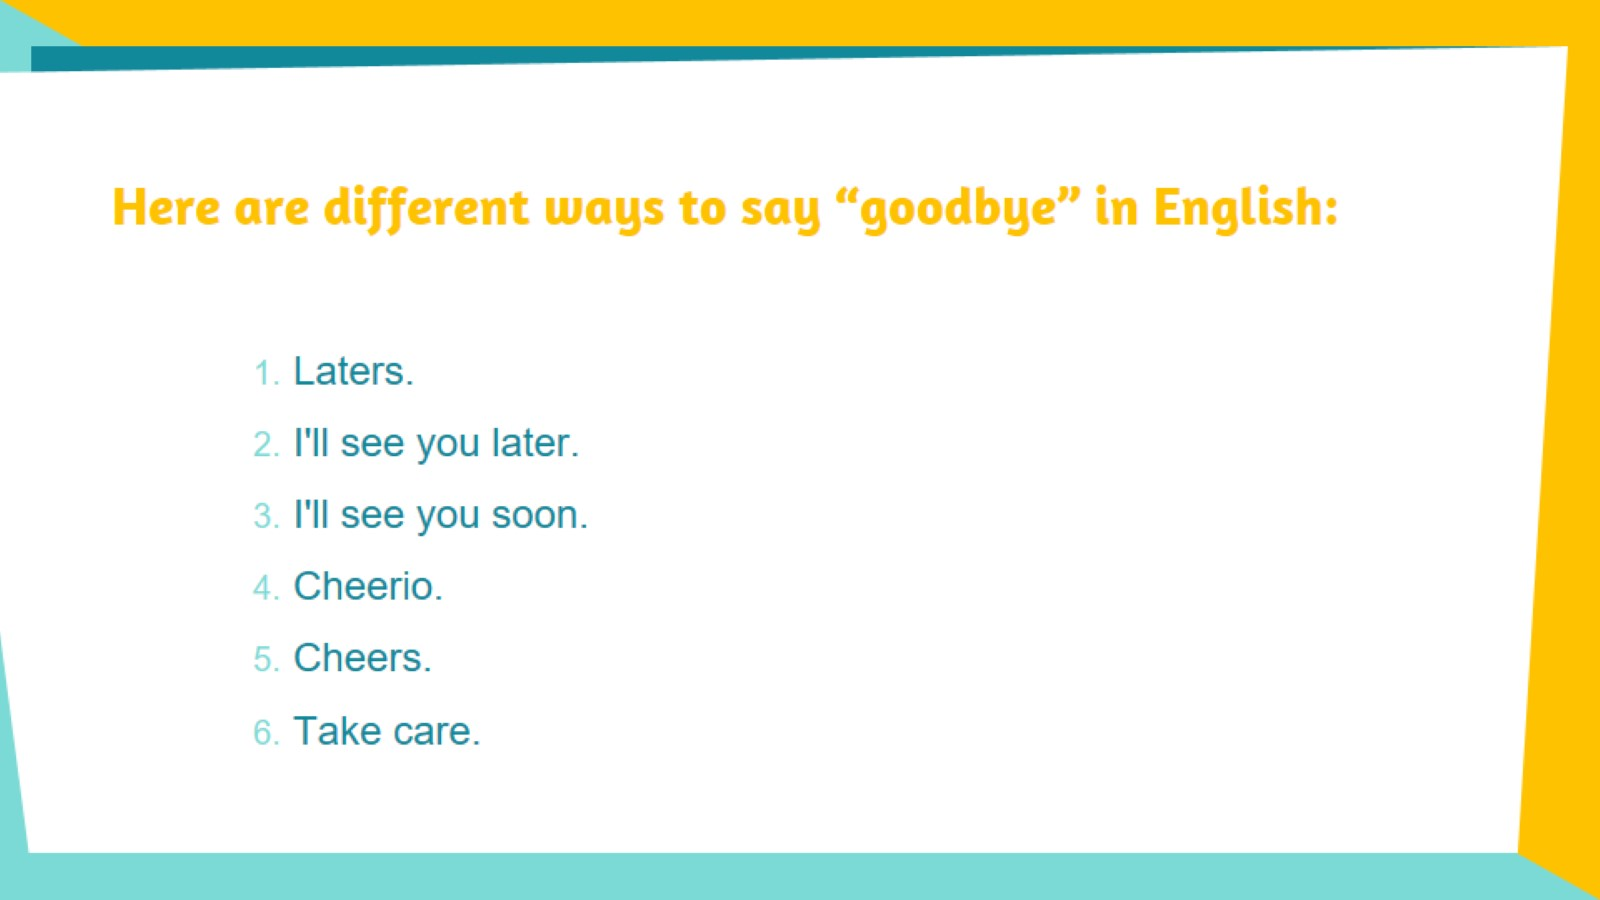 Here are different ways to say “goodbye” in English:
1. Laters.
2. I'll see you later.
3. I'll see you soon.
4. Cheerio.
5. Cheers.
6. Take care.